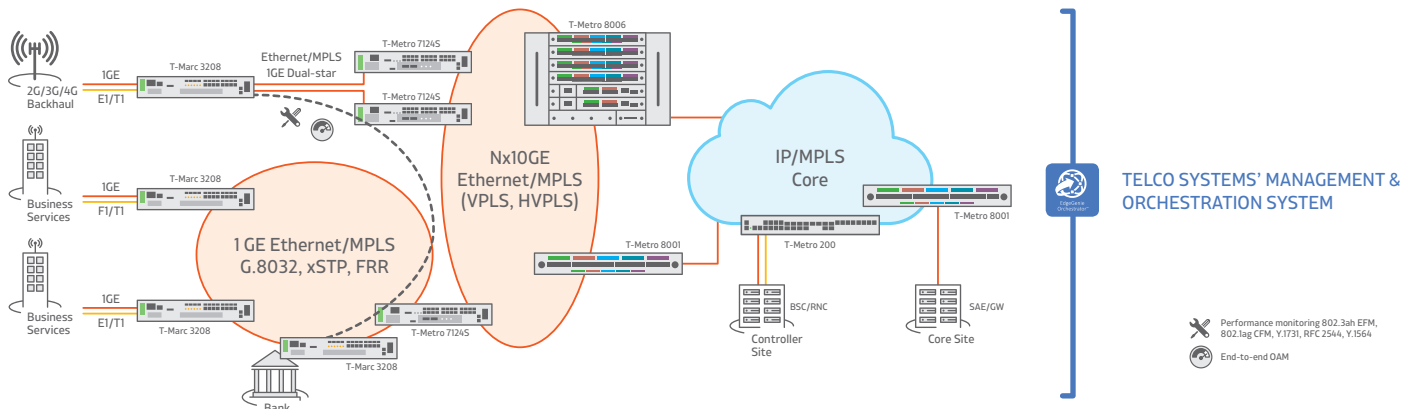 T-Metro 8006
T-Metro 7124S
Ethernet/MPLS
1GE Dual-star
T-Marc 3208
1GE
2G/3G/4G
Backhaul
E1/T1
T-Metro 7124S
IP/MPLS
Core
Nx10GE
Ethernet/MPLS
(VPLS, HVPLS)
T-Marc 3208
1GE
Business
Services
F1/T1
EdgeGenie
Orchestrator™
TELCO SYSTEMS’ MANAGEMENT &
ORCHESTRATION SYSTEM
T-Metro 8001
1 GE Ethernet/MPLS
G.8032, xSTP, FRR
T-Metro 8001
T-Metro 200
1GE
Business
Services
E1/T1
T-Marc 3208
T-Metro 7124S
T-Marc 3208
Bank
BSC/RNC
Controller
Site
SAE/GW
Core Site
Performance monitoring 802.3ah EFM,
802.1ag CFM, Y.1731, RFC 2544, Y.1564
End-to-end OAM